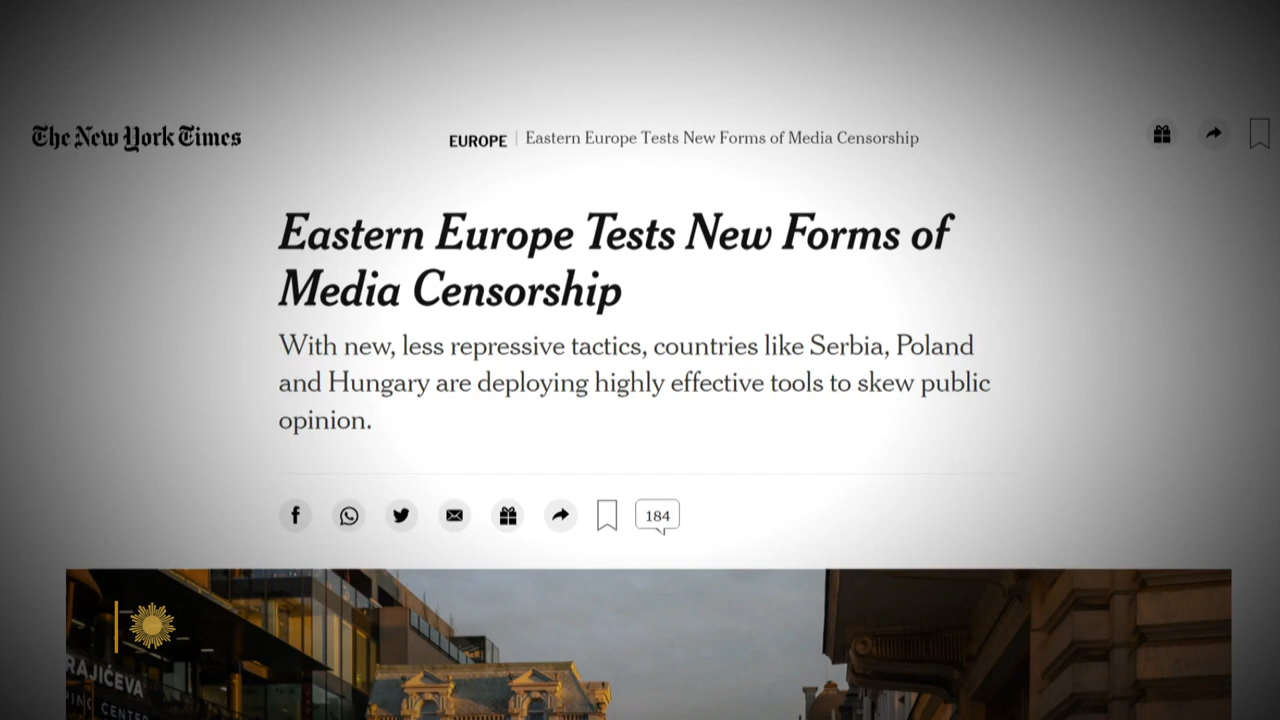 The New York Times
EUROPE | Eastern Europe Tests New Forms of Media Censorship
Eastern Europe Tests New Forms of
Media Censorship
With new, less repressive tactics, countries like Serbia, Poland
and Hungary are deploying highly effective tools to skew public
opinion.
184
RAJIĆEVA
PING CENTE